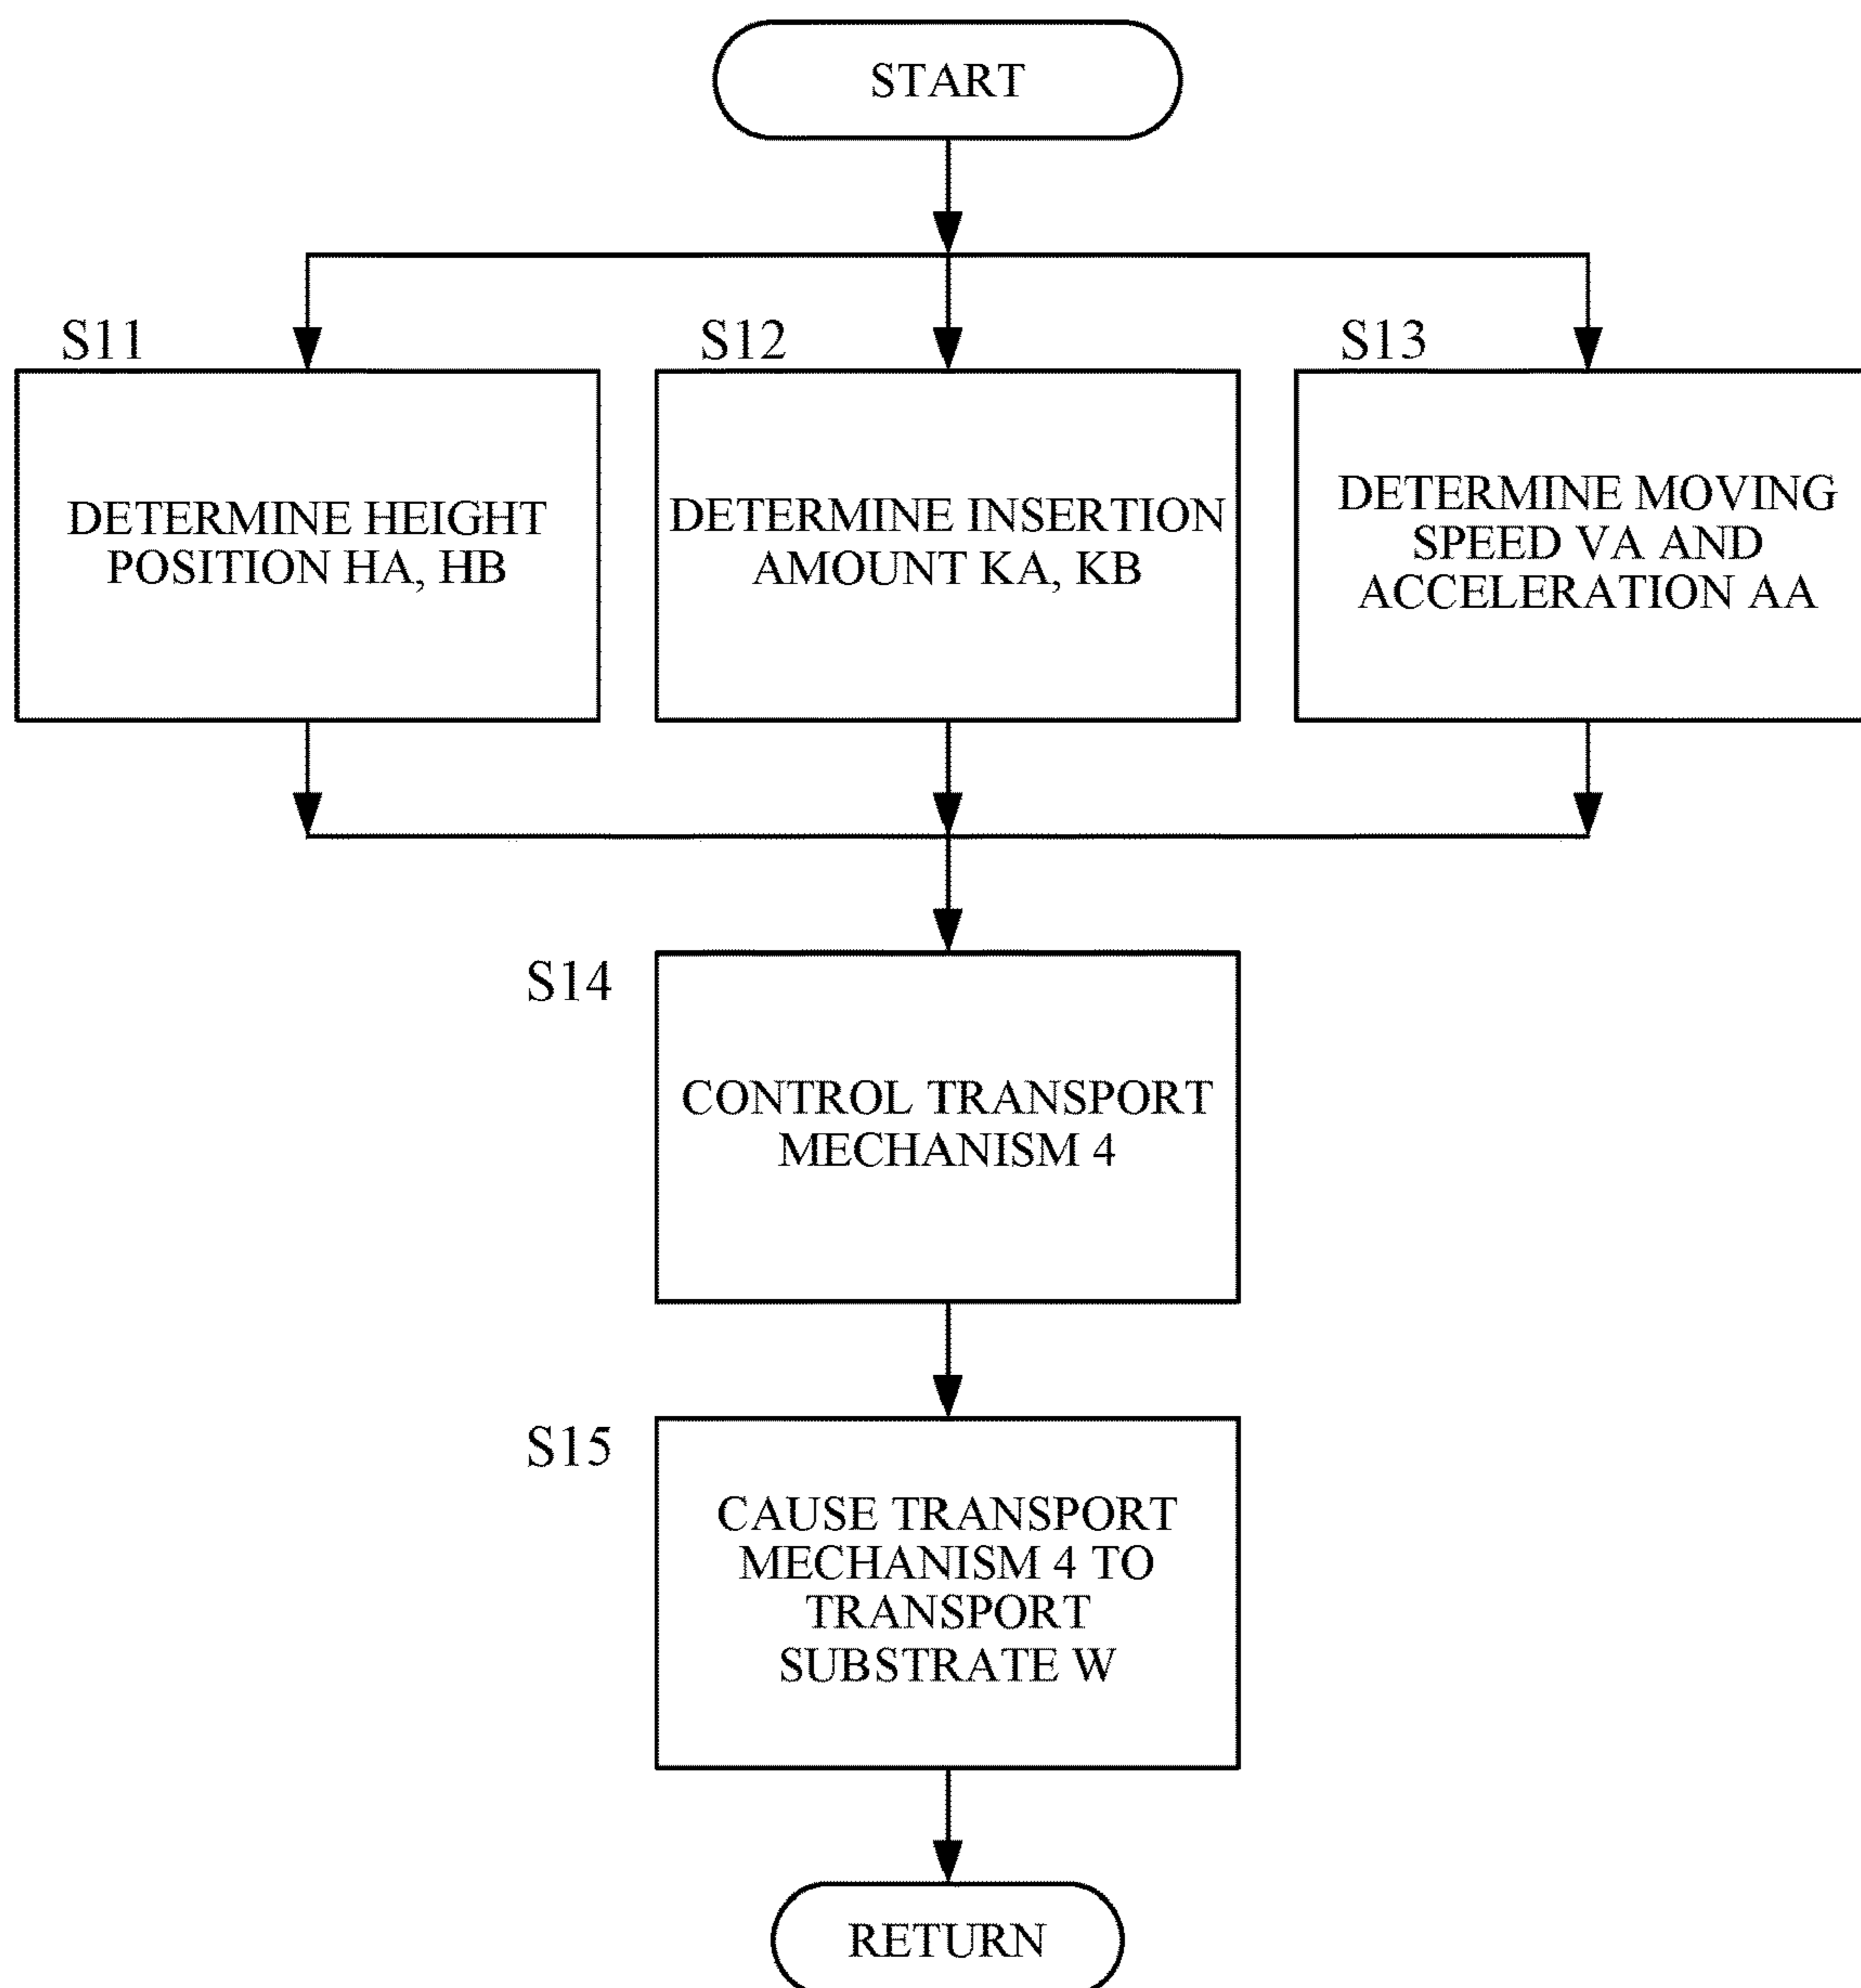 START
S11
DETERMINE HEIGHT
POSITION HA, HB
S12
DETERMINE INSERTION
AMOUNT KA, KB
S13
DETERMINE MOVING
SPEED VA AND
ACCELERATION AA
S14
CONTROL TRANSPORT
MECHANISM 4
S15
CAUSE TRANSPORT
MECHANISM 4 TO
TRANSPORT
SUBSTRATE W
RETURN